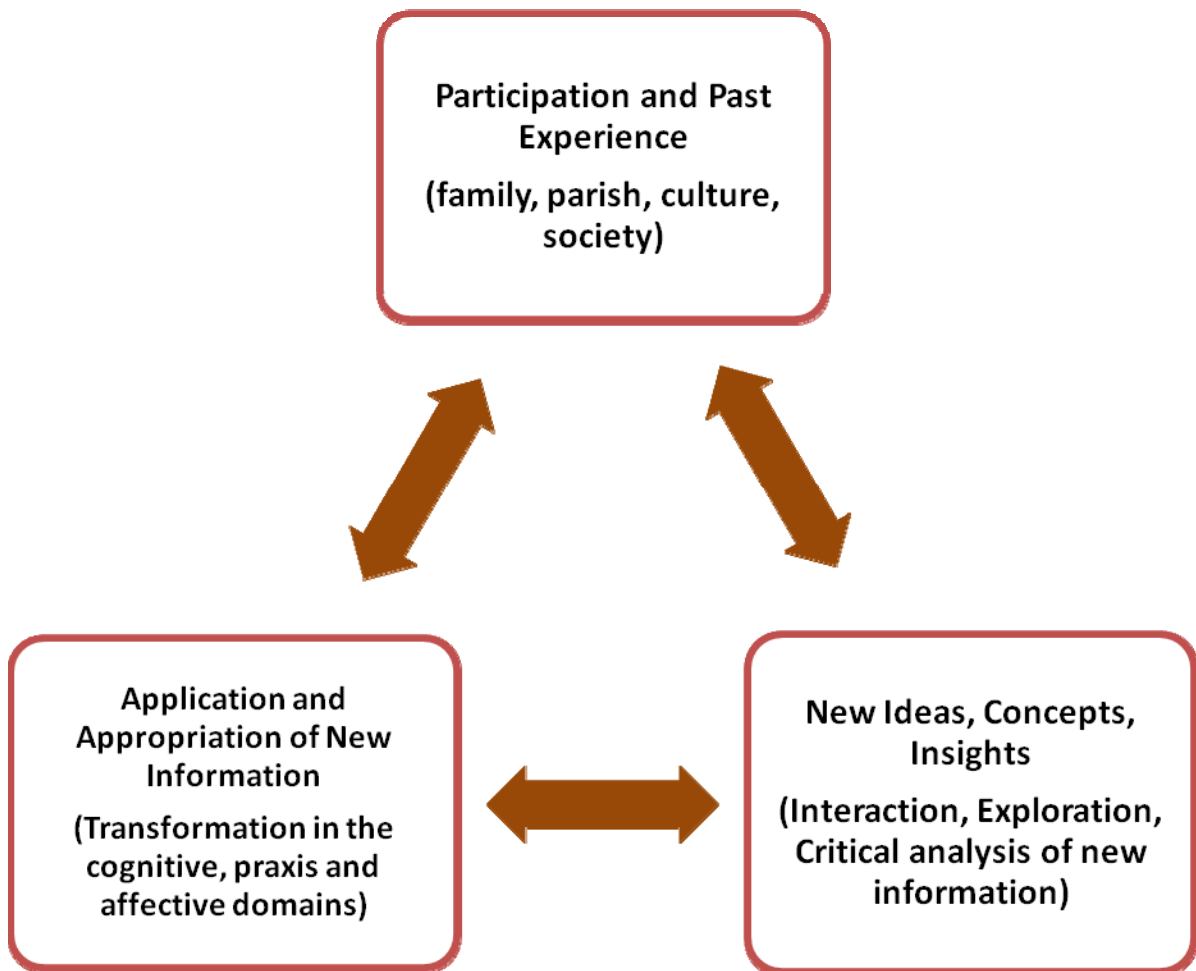 Participation and Past
Experience
(family, parish, culture,
society)
Application and
Appropriation of New
Information
(Transformation in the
cognitive, praxis and
affective domains)
New Ideas, Concepts,
Insights
(Interaction, Exploration,
Critical analysis of new
information)